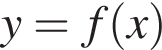 y = f(x)